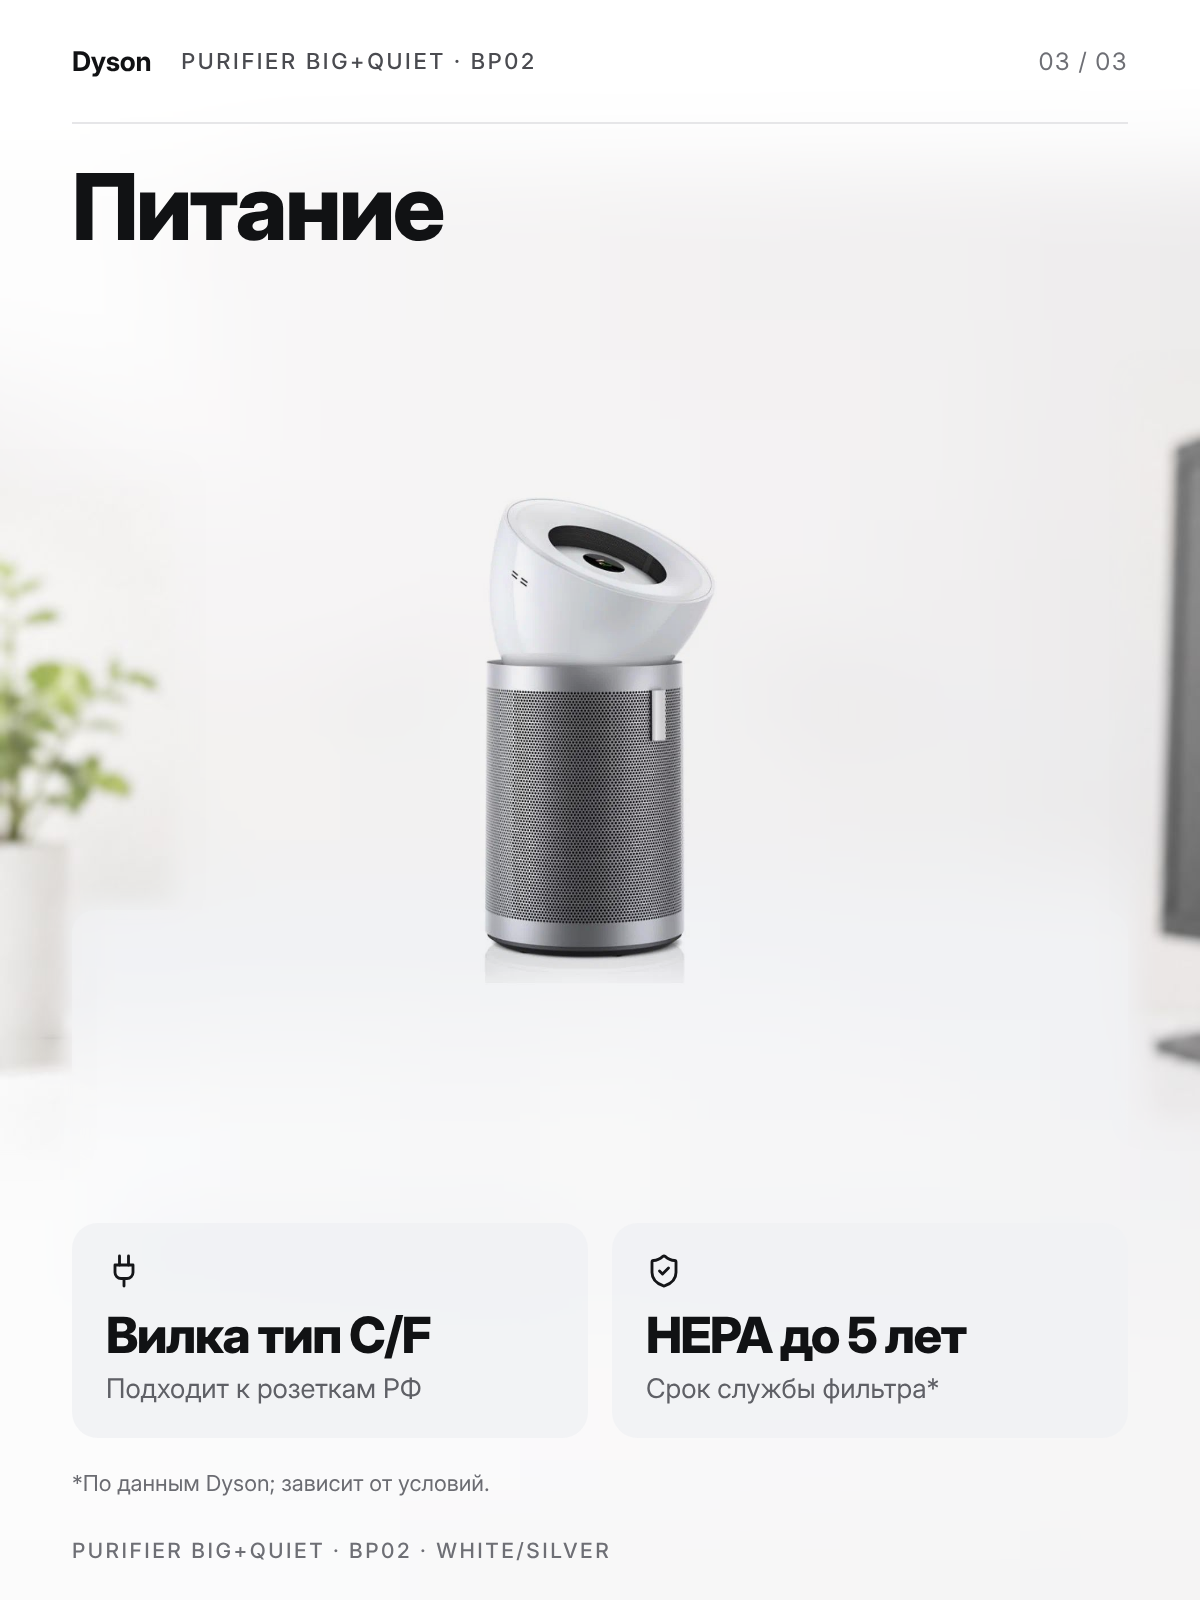 Dyson PURIFIER BIG+QUIET · BP02 03 / 03
Питание
Вилка тип C/F
Подходит к розеткам РФ
HEPA до 5 лет
Срок службы фильтра*
*По данным Dyson; зависит от условий.
PURIFIER BIG+QUIET · BP02 · WHITE/SILVER